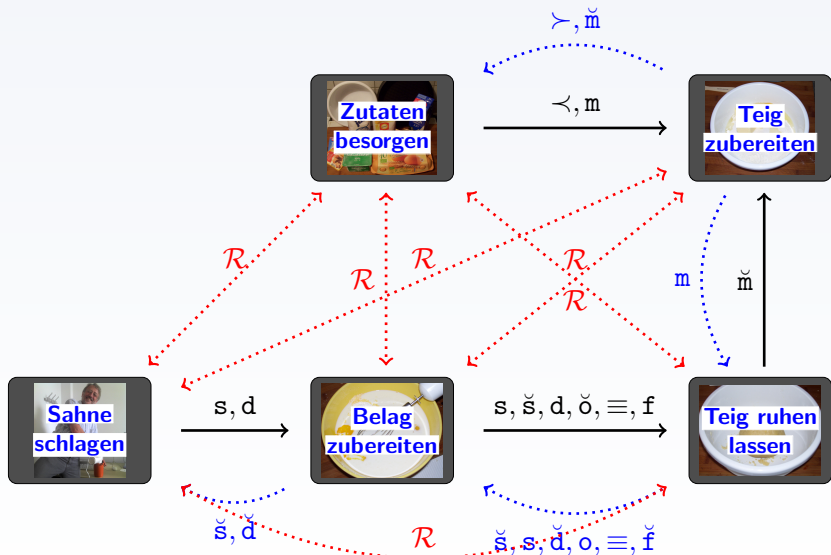 ≻, m̆
Zutaten
besorgen
≺, m
Teig
zubereiten
ℛ
ℛ
ℛ
ℛ
ℛ
m
m̆
Sahne
schlagen
s, d
Belag
zubereiten
s, s̆, d, ŏ, ≡, f
Teig ruhen
lassen
s̆, d̆
ℛ
s̆, s, d̆, o, ≡, f̆